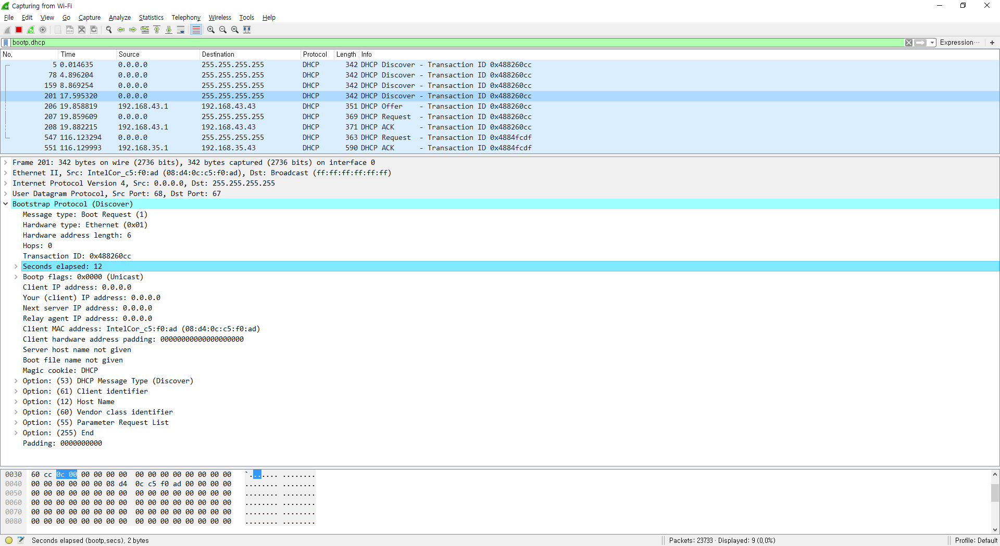 Capturing from Wi-Fi
File Edit View Go Capture Analyze Statistics Telephony Wireless Tools Help
bootp.dhcp Expression… +
No. Time Source Destination Protocol Length Info
5 0.014635 0.0.0.0 255.255.255.255 DHCP 342 DHCP Discover - Transaction ID 0x488260cc
78 4.896204 0.0.0.0 255.255.255.255 DHCP 342 DHCP Discover - Transaction ID 0x488260cc
159 8.869254 0.0.0.0 255.255.255.255 DHCP 342 DHCP Discover - Transaction ID 0x488260cc
201 17.595320 0.0.0.0 255.255.255.255 DHCP 342 DHCP Discover - Transaction ID 0x488260cc
206 19.858819 192.168.43.1 192.168.43.43 DHCP 351 DHCP Offer - Transaction ID 0x488260cc
207 19.859609 0.0.0.0 255.255.255.255 DHCP 369 DHCP Request - Transaction ID 0x488260cc
208 19.882215 192.168.43.1 192.168.43.43 DHCP 371 DHCP ACK - Transaction ID 0x488260cc
547 116.123294 0.0.0.0 255.255.255.255 DHCP 363 DHCP Request - Transaction ID 0x4884fcdf
551 116.129993 192.168.35.1 192.168.35.43 DHCP 590 DHCP ACK - Transaction ID 0x4884fcdf
Frame 201: 342 bytes on wire (2736 bits), 342 bytes captured (2736 bits) on interface 0
Ethernet II, Src: IntelCor_c5:f0:ad (08:d4:0c:c5:f0:ad), Dst: Broadcast (ff:ff:ff:ff:ff:ff)
Internet Protocol Version 4, Src: 0.0.0.0, Dst: 255.255.255.255
User Datagram Protocol, Src Port: 68, Dst Port: 67
Bootstrap Protocol (Discover)
Message type: Boot Request (1)
Hardware type: Ethernet (0x01)
Hardware address length: 6
Hops: 0
Transaction ID: 0x488260cc
Seconds elapsed: 12
Bootp flags: 0x0000 (Unicast)
Client IP address: 0.0.0.0
Your (client) IP address: 0.0.0.0
Next server IP address: 0.0.0.0
Relay agent IP address: 0.0.0.0
Client MAC address: IntelCor_c5:f0:ad (08:d4:0c:c5:f0:ad)
Client hardware address padding: 00000000000000000000
Server host name not given
Boot file name not given
Magic cookie: DHCP
Option: (53) DHCP Message Type (Discover)
Option: (61) Client identifier
Option: (12) Host Name
Option: (60) Vendor class identifier
Option: (55) Parameter Request List
Option: (255) End
Padding: 0000000000
0030 60 cc 0c 00 00 00 00 00 00 00 00 00 00 00 00 00 `....... ........
0040 00 00 00 00 00 00 08 d4 0c c5 f0 ad 00 00 00 00 ........ ........
0050 00 00 00 00 00 00 00 00 00 00 00 00 00 00 00 00 ........ ........
0060 00 00 00 00 00 00 00 00 00 00 00 00 00 00 00 00 ........ ........
0070 00 00 00 00 00 00 00 00 00 00 00 00 00 00 00 00 ........ ........
0080 00 00 00 00 00 00 00 00 00 00 00 00 00 00 00 00 ........ ........
Seconds elapsed (bootp.secs), 2 bytes Packets: 23733 · Displayed: 9 (0.0%) Profile: Default